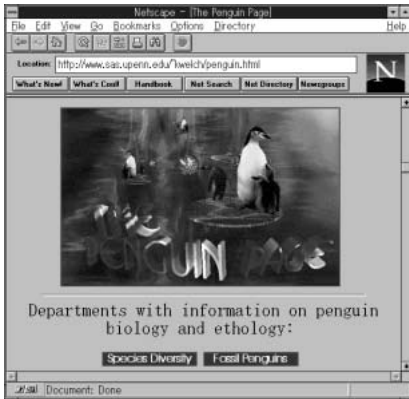 Netscape - [The Penguin Page]
File Edit View Go Bookmarks Options Directory Help
Location: http://www.sas.upenn.edu/~kwelch/penguin.html
What's New! What's Cool! Handbook Net Search Net Directory Newsgroups
N
THE
PENGUIN PAGE
Departments with information on penguin
biology and ethology:
Species Diversity Fossil Penguins
Document: Done